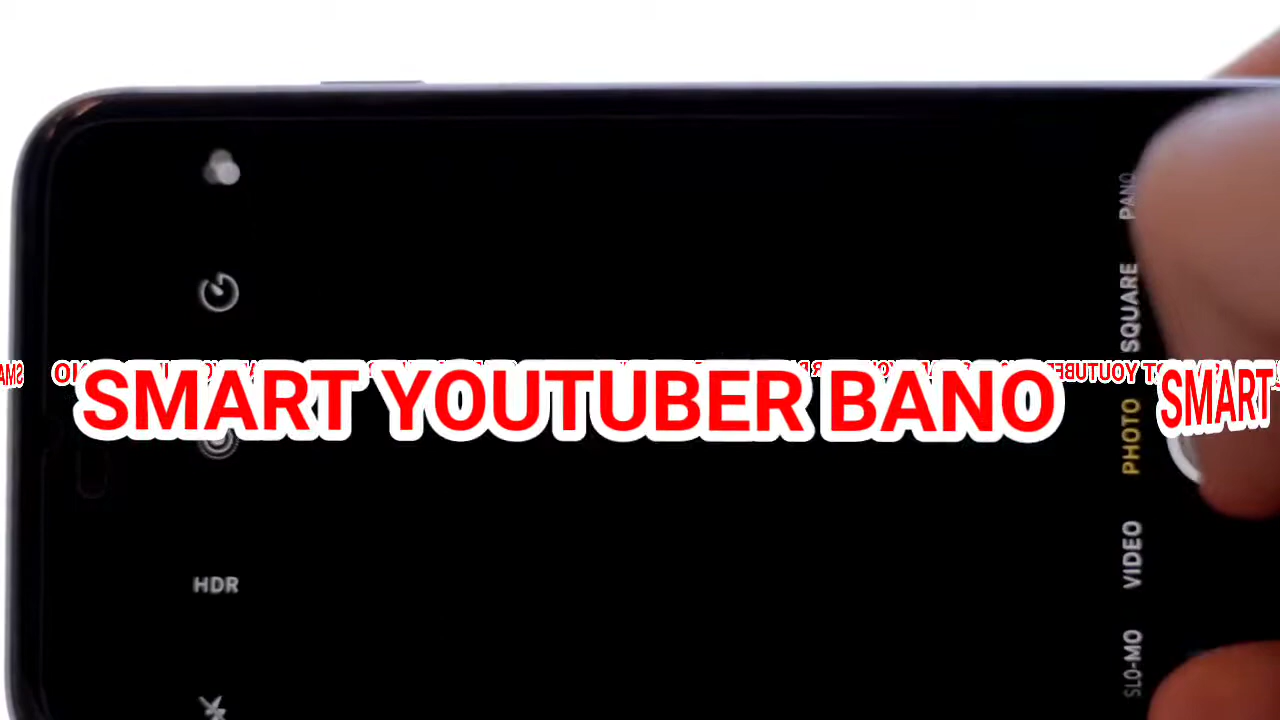 PANO
SQUARE
SMART YOUTUBER BANO
SMART
PHOTO
VIDEO
HDR
SLO-MO